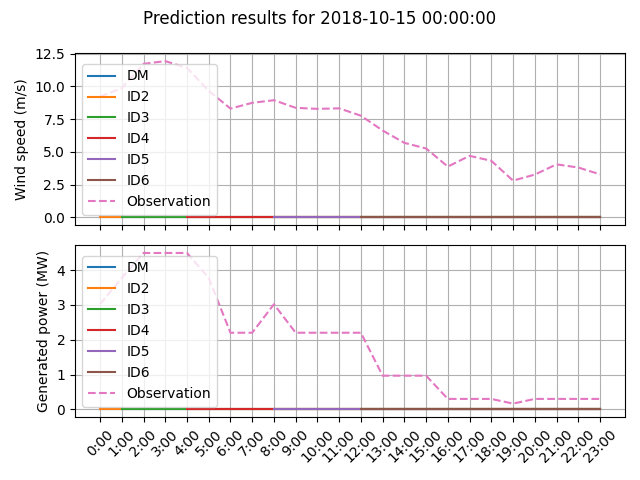 Prediction results for 2018-10-15 00:00:00
Wind speed (m/s)
12.5
10.0
7.5
5.0
2.5
0.0
DM
ID2
ID3
ID4
ID5
ID6
Observation
Generated power (MW)
4
3
2
1
0
DM
ID2
ID3
ID4
ID5
ID6
Observation
0:00 1:00 2:00 3:00 4:00 5:00 6:00 7:00 8:00 9:00 10:00 11:00 12:00 13:00 14:00 15:00 16:00 17:00 18:00 19:00 20:00 21:00 22:00 23:00